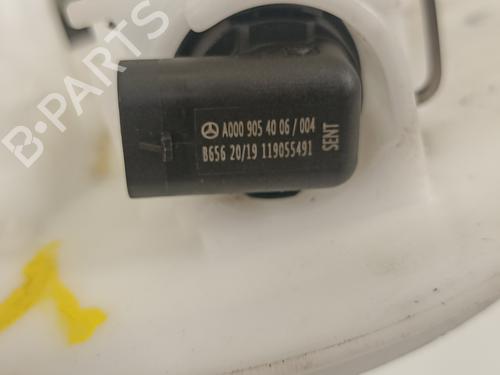 A000 905 40 06 / 004
B656 20/19 119055491
SENT
B-PARTS